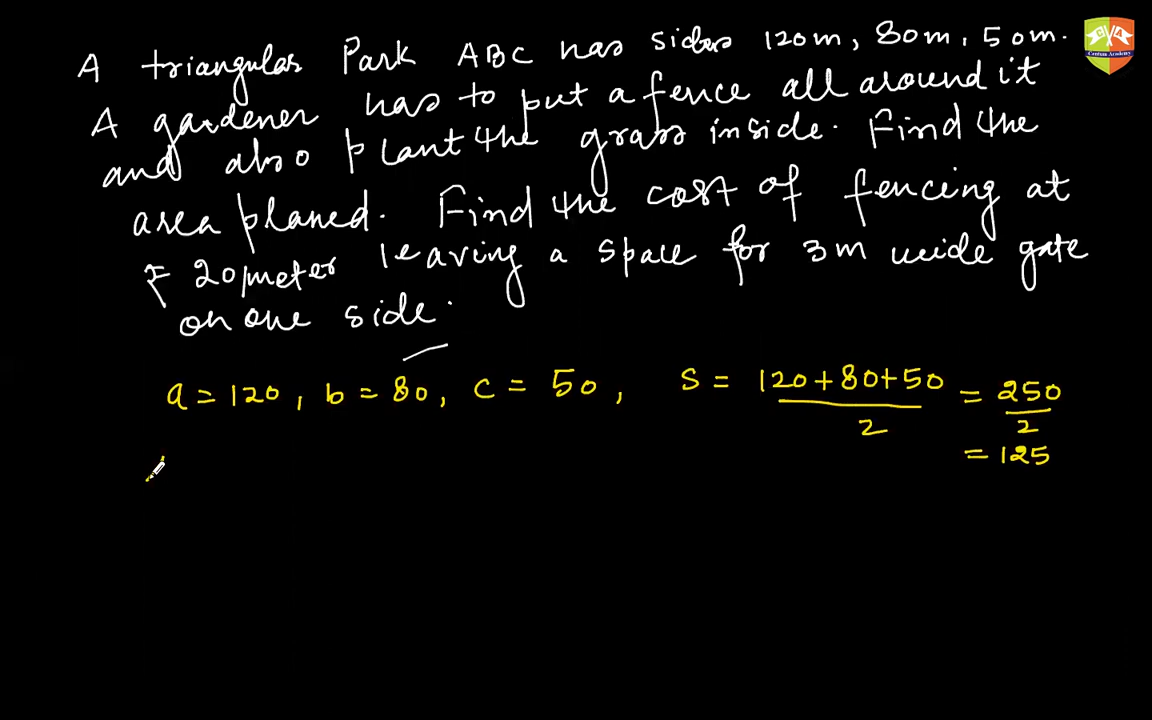 A triangular Park ABC has sides 120m, 80m, 50m.
A gardener has to put a fence all around it
and also plant the grass inside. Find the
area planed. Find the cost of fencing at
₹ 20/meter leaving a space for 3m wide gate
on one side.
a = 120, b = 80, c = 50, S = 120+80+50/2 = 250/2
= 125
Centum Academy